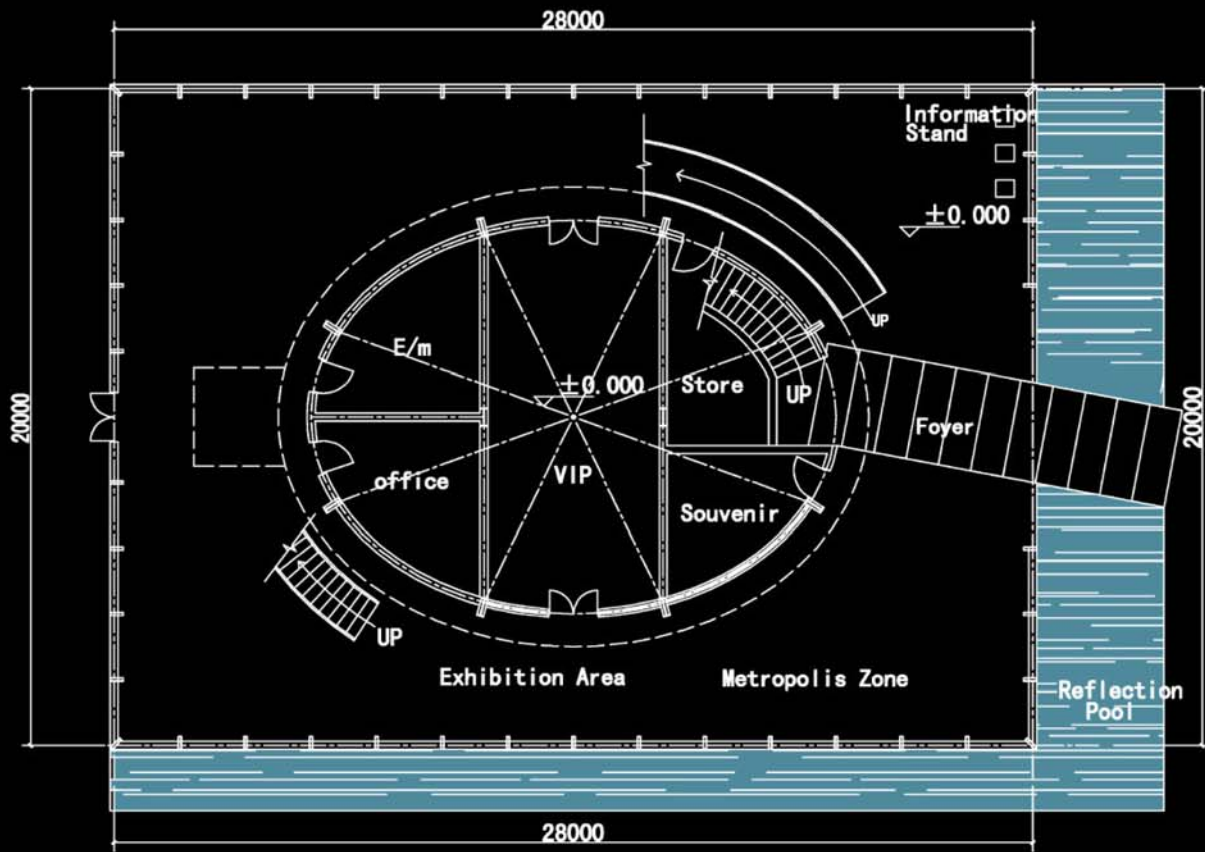 28000
Information
Stand
±0.000
UP
E/m
±0.000
Store
UP
20000
Foyer
20000
office
VIP
Souvenir
UP
Exhibition Area
Metropolis Zone
Reflection
Pool
28000